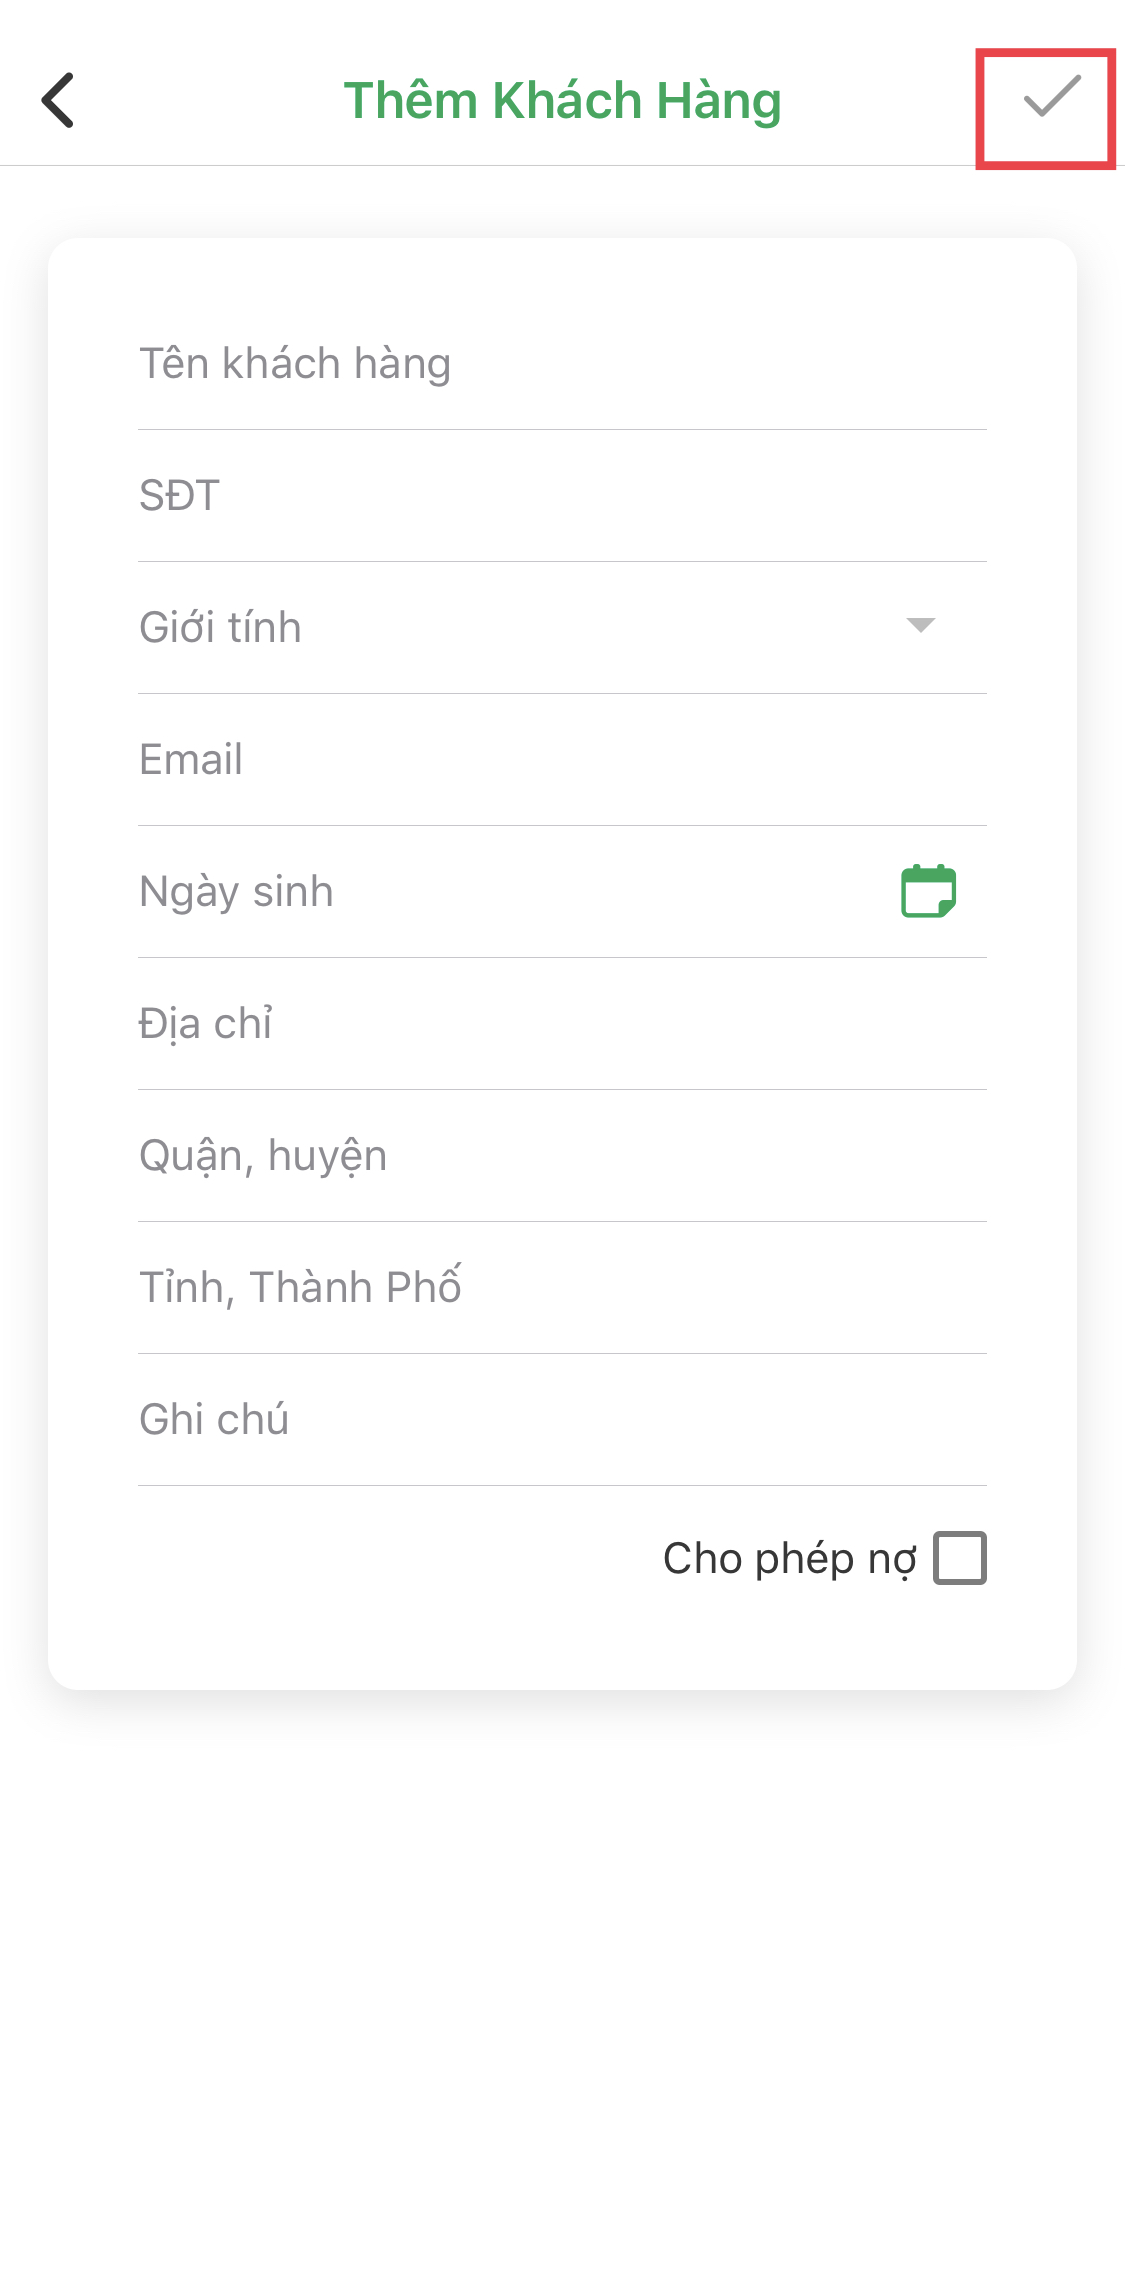 Thêm Khách Hàng
Tên khách hàng
SĐT
Giới tính
Email
Ngày sinh
Địa chỉ
Quận, huyện
Tỉnh, Thành Phố
Ghi chú
Cho phép nợ